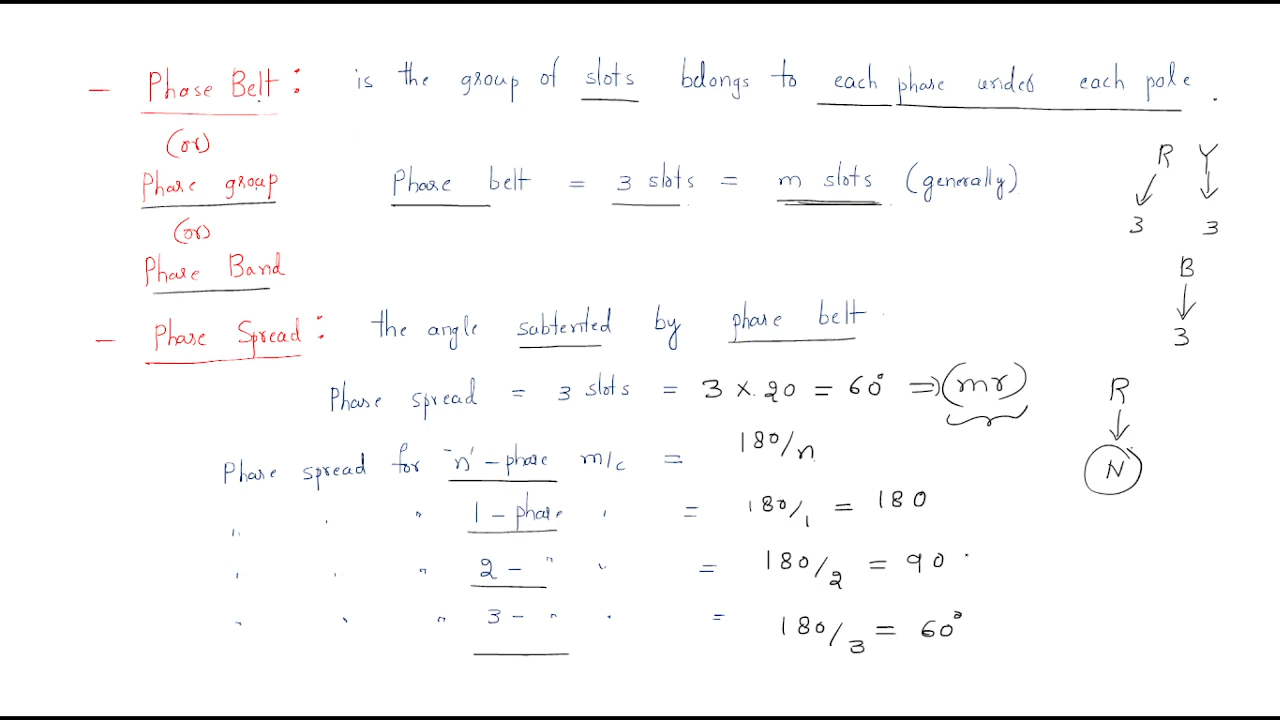 - Phase Belt : is the group of slots belongs to each phase under each pole .
(or)
Phase group
Phase belt = 3 slots = m slots (generally)
(or)
Phase Band
R Y
3 3
B
3
- Phase Spread : the angle subtented by phase belt
Phase spread = 3 slots = 3 x 20 = 60° ⇒ (mr)
R
N
Phase spread for 'n' - phase m/c = 180/n
" " " 1 - phase " = 180/1 = 180
" " " 2 - " " = 180/2 = 90
" " " 3 - " " = 180/3 = 60°